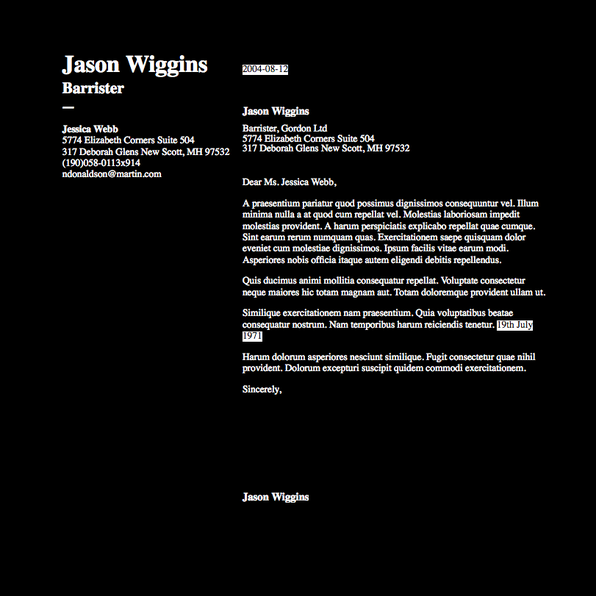 Jason Wiggins
Barrister
—
Jessica Webb
5774 Elizabeth Corners Suite 504
317 Deborah Glens New Scott, MH 97532
(190)058-0113x914
ndonaldson@martin.com
2004-08-12
Jason Wiggins
Barrister, Gordon Ltd
5774 Elizabeth Corners Suite 504
317 Deborah Glens New Scott, MH 97532
Dear Ms. Jessica Webb,
A praesentium pariatur quod possimus dignissimos consequuntur vel. Illum
minima nulla a at quod cum repellat vel. Molestias laboriosam impedit
molestias provident. A harum perspiciatis explicabo repellat quae cumque.
Sint earum rerum numquam quas. Exercitationem saepe quisquam dolor
eveniet cum molestiae dignissimos. Ipsum facilis vitae earum modi.
Asperiores nobis officia itaque autem eligendi debitis repellendus.
Quis ducimus animi mollitia consequatur repellat. Voluptate consectetur
neque maiores hic totam magnam aut. Totam doloremque provident ullam ut.
Similique exercitationem nam praesentium. Quia voluptatibus beatae
consequatur nostrum. Nam temporibus harum reiciendis tenetur. 19th July
1971
Harum dolorum asperiores nesciunt similique. Fugit consectetur quae nihil
provident. Dolorum excepturi suscipit quidem commodi exercitationem.
Sincerely,
Jason Wiggins